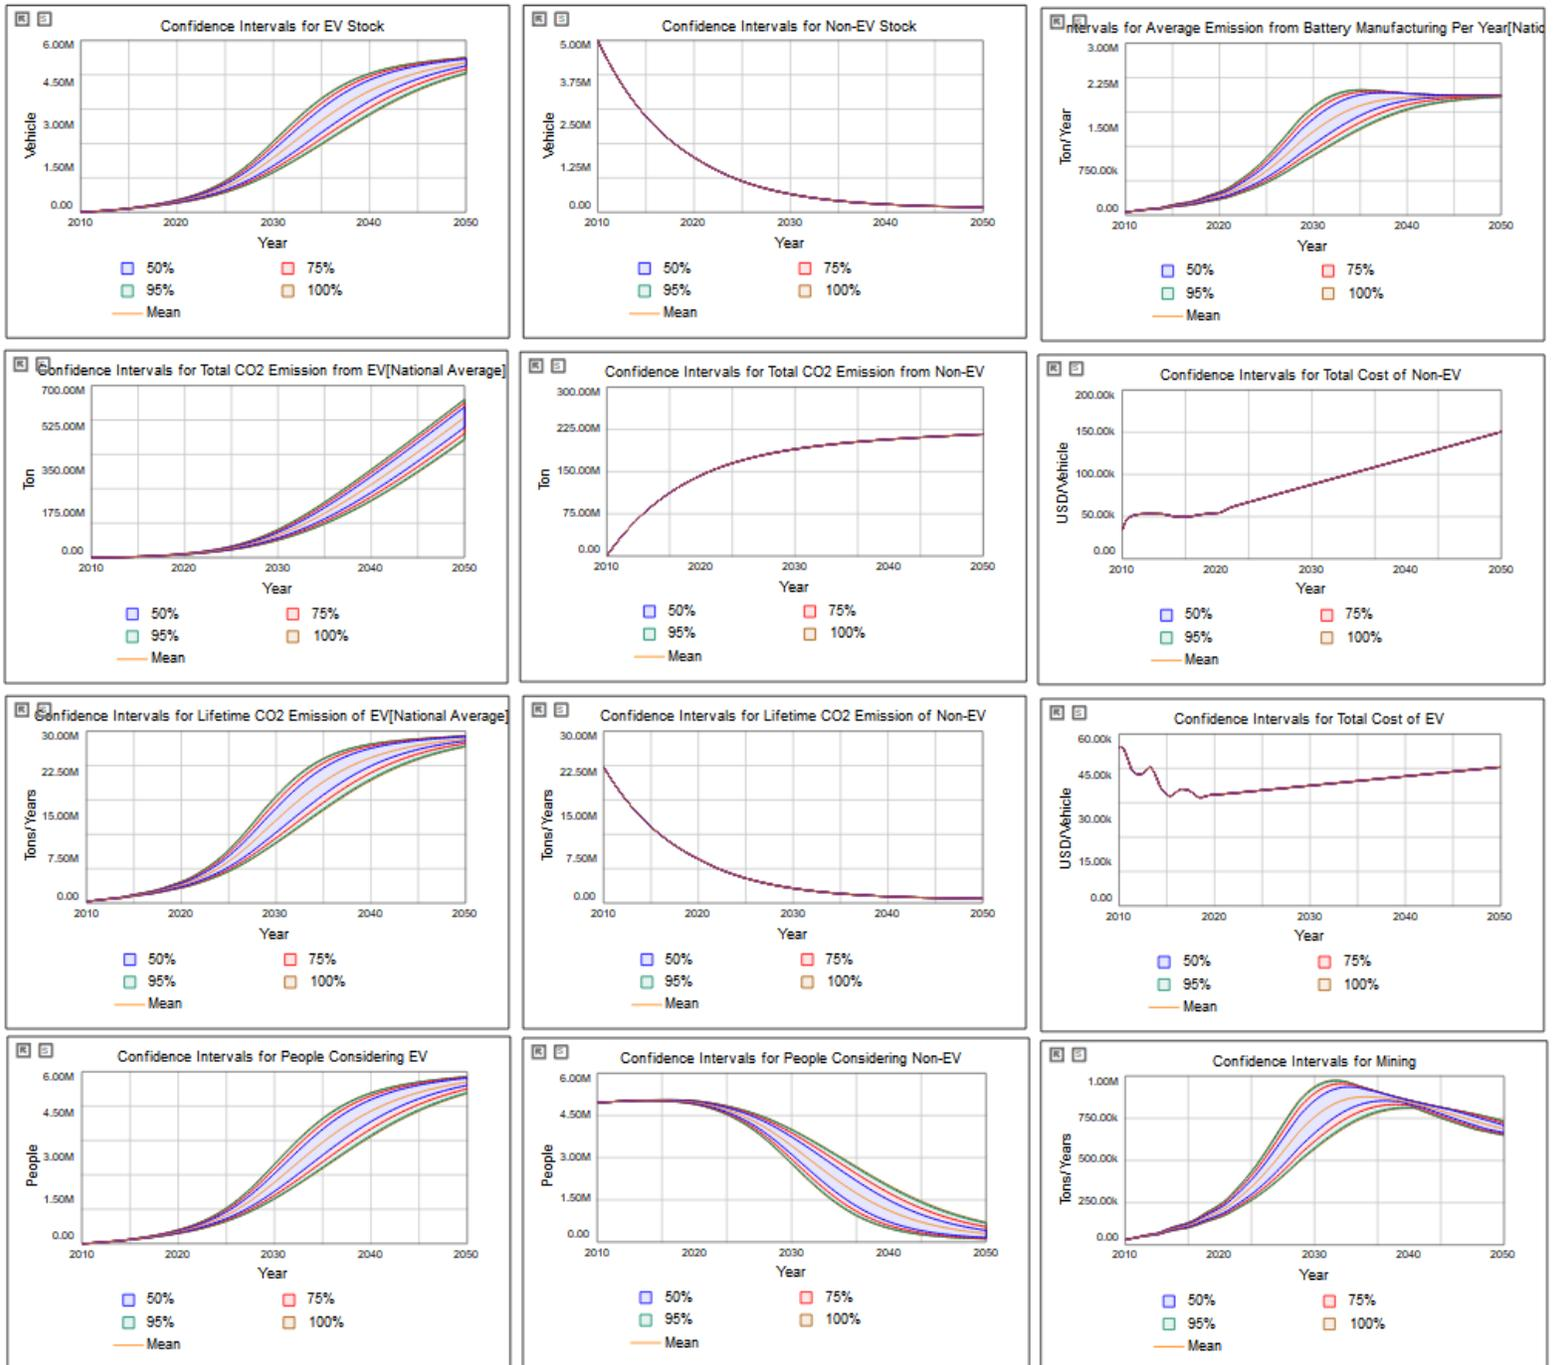 R S
Confidence Intervals for EV Stock
6.00M
4.50M
3.00M
1.50M
0.00
Vehicle
2010 2020 2030 2040 2050
Year
50% 75%
95% 100%
Mean
R S
Confidence Intervals for Non-EV Stock
5.00M
3.75M
2.50M
1.25M
0.00
Vehicle
2010 2020 2030 2040 2050
Year
50% 75%
95% 100%
Mean
R S
ntervals for Average Emission from Battery Manufacturing Per Year[Natio
3.00M
2.25M
1.50M
750.00k
0.00
Ton/Year
2010 2020 2030 2040 2050
Year
50% 75%
95% 100%
Mean
R S
Confidence Intervals for Total CO2 Emission from EV[National Average]
700.00M
525.00M
350.00M
175.00M
0.00
Ton
2010 2020 2030 2040 2050
Year
50% 75%
95% 100%
Mean
R S
Confidence Intervals for Total CO2 Emission from Non-EV
300.00M
225.00M
150.00M
75.00M
0.00
Ton
2010 2020 2030 2040 2050
Year
50% 75%
95% 100%
Mean
R S
Confidence Intervals for Total Cost of Non-EV
200.00k
150.00k
100.00k
50.00k
0.00
USD/Vehicle
2010 2020 2030 2040 2050
Year
50% 75%
95% 100%
Mean
R S
Confidence Intervals for Lifetime CO2 Emission of EV[National Average]
30.00M
22.50M
15.00M
7.50M
0.00
Tons/Years
2010 2020 2030 2040 2050
Year
50% 75%
95% 100%
Mean
R S
Confidence Intervals for Lifetime CO2 Emission of Non-EV
30.00M
22.50M
15.00M
7.50M
0.00
Tons/Years
2010 2020 2030 2040 2050
Year
50% 75%
95% 100%
Mean
R S
Confidence Intervals for Total Cost of EV
60.00k
45.00k
30.00k
15.00k
0.00
USD/Vehicle
2010 2020 2030 2040 2050
Year
50% 75%
95% 100%
Mean
R S
Confidence Intervals for People Considering EV
6.00M
4.50M
3.00M
1.50M
0.00
People
2010 2020 2030 2040 2050
Year
50% 75%
95% 100%
Mean
R S
Confidence Intervals for People Considering Non-EV
6.00M
4.50M
3.00M
1.50M
0.00
People
2010 2020 2030 2040 2050
Year
50% 75%
95% 100%
Mean
R S
Confidence Intervals for Mining
1.00M
750.00k
500.00k
250.00k
0.00
Tons/Years
2010 2020 2030 2040 2050
Year
50% 75%
95% 100%
Mean